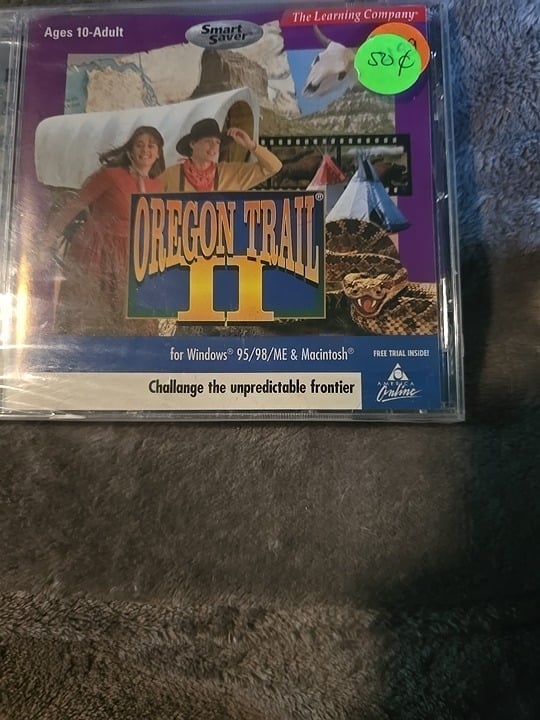 Ages 10-Adult
Smart
Saver
The Learning Company®
50¢
OREGON TRAIL®
II
for Windows® 95/98/ME & Macintosh®
FREE TRIAL INSIDE!
AMERICA
Online
Challange the unpredictable frontier